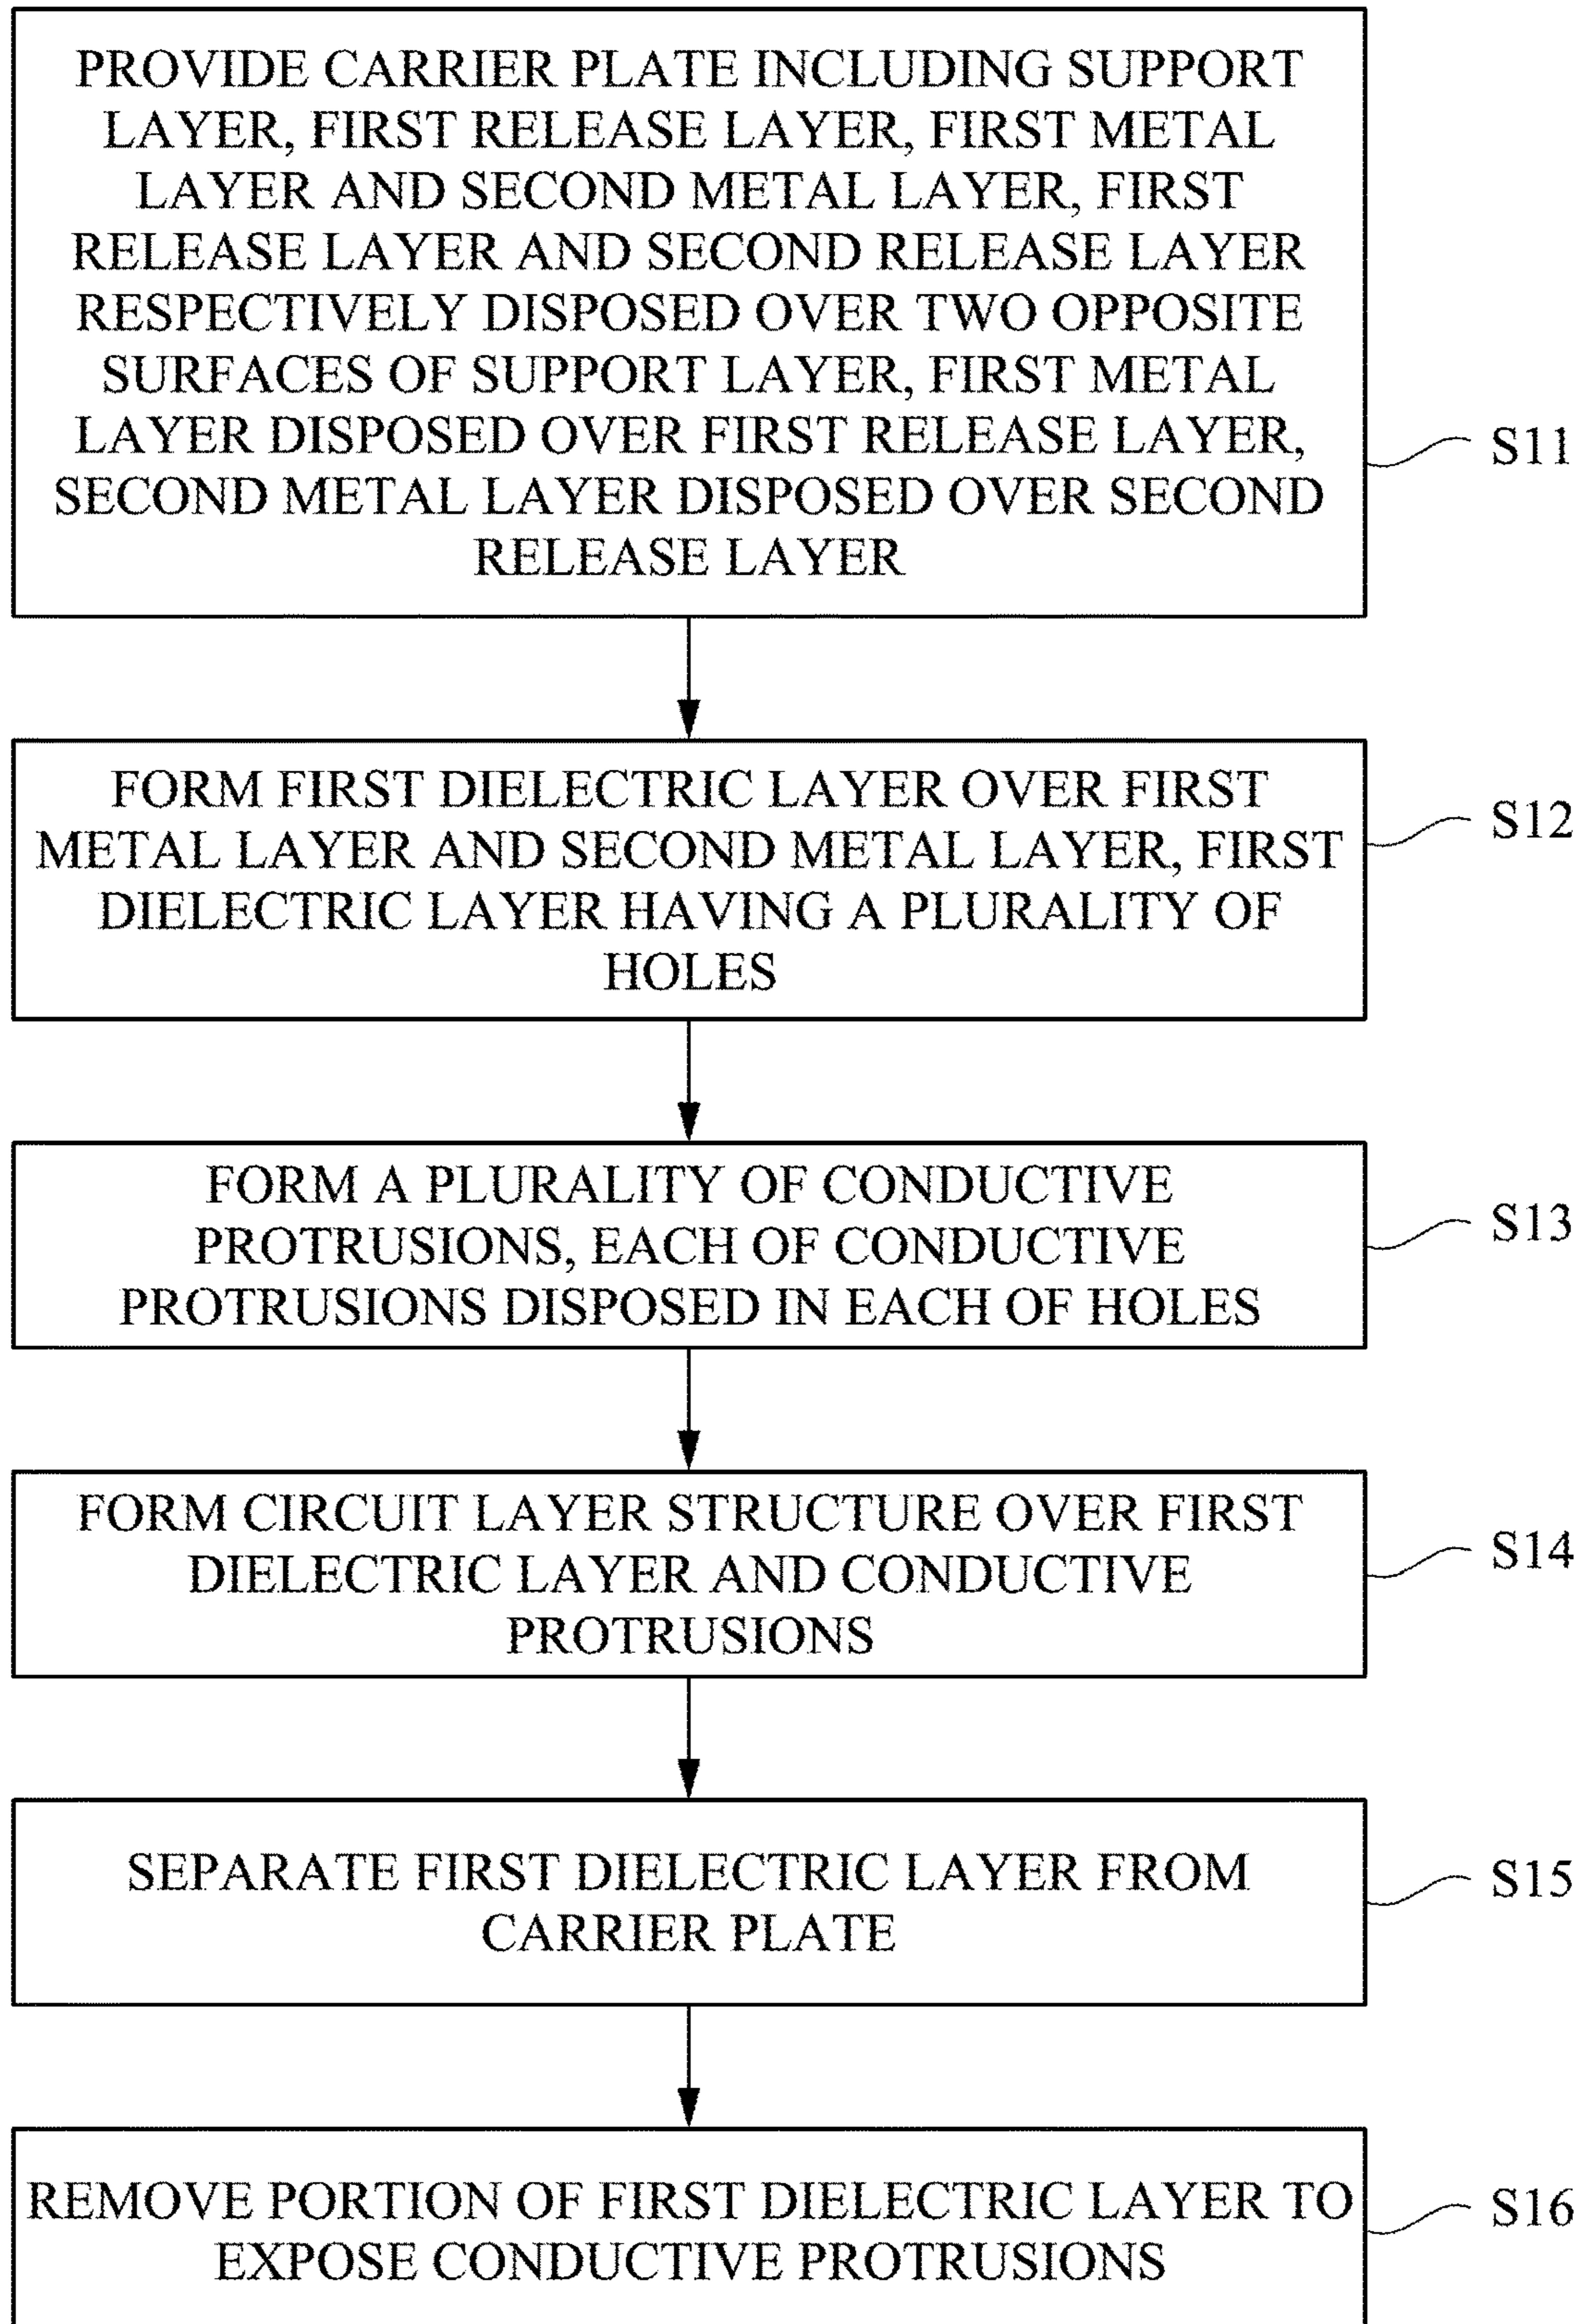 PROVIDE CARRIER PLATE INCLUDING SUPPORT
LAYER, FIRST RELEASE LAYER, FIRST METAL
LAYER AND SECOND METAL LAYER, FIRST
RELEASE LAYER AND SECOND RELEASE LAYER
RESPECTIVELY DISPOSED OVER TWO OPPOSITE
SURFACES OF SUPPORT LAYER, FIRST METAL
LAYER DISPOSED OVER FIRST RELEASE LAYER,
SECOND METAL LAYER DISPOSED OVER SECOND
RELEASE LAYER
S11
FORM FIRST DIELECTRIC LAYER OVER FIRST
METAL LAYER AND SECOND METAL LAYER, FIRST
DIELECTRIC LAYER HAVING A PLURALITY OF
HOLES
S12
FORM A PLURALITY OF CONDUCTIVE
PROTRUSIONS, EACH OF CONDUCTIVE
PROTRUSIONS DISPOSED IN EACH OF HOLES
S13
FORM CIRCUIT LAYER STRUCTURE OVER FIRST
DIELECTRIC LAYER AND CONDUCTIVE
PROTRUSIONS
S14
SEPARATE FIRST DIELECTRIC LAYER FROM
CARRIER PLATE
S15
REMOVE PORTION OF FIRST DIELECTRIC LAYER TO
EXPOSE CONDUCTIVE PROTRUSIONS
S16